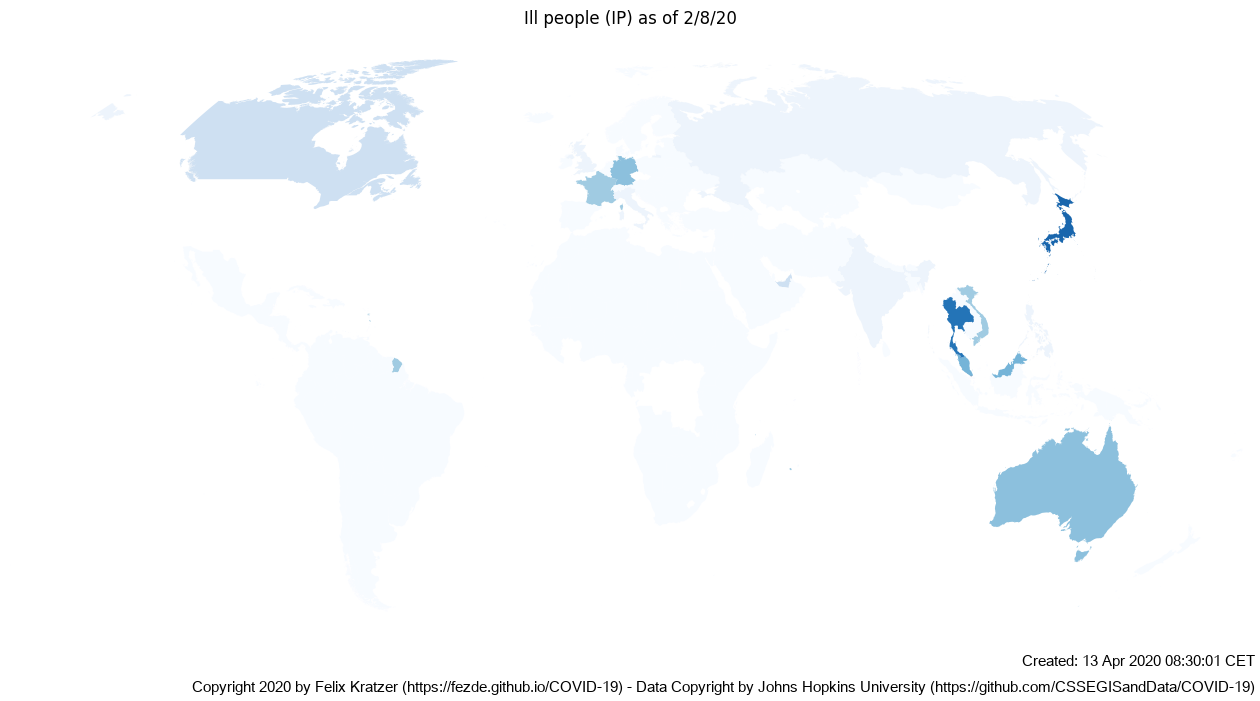 Ill people (IP) as of 2/8/20
Created: 13 Apr 2020 08:30:01 CET
Copyright 2020 by Felix Kratzer (https://fezde.github.io/COVID-19) - Data Copyright by Johns Hopkins University (https://github.com/CSSEGISandData/COVID-19)